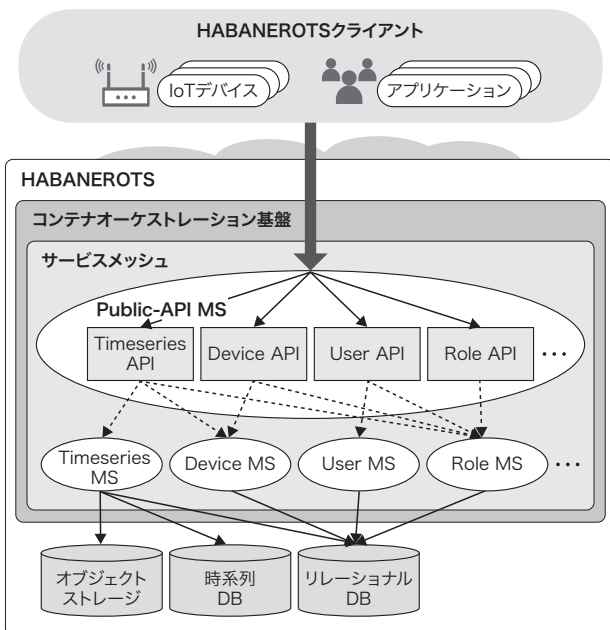 HABANEROTSクライアント
IoTデバイス
アプリケーション
HABANEROTS
コンテナオーケストレーション基盤
サービスメッシュ
Public-API MS
Timeseries
API
Device API
User API
Role API
...
Timeseries
MS
Device MS
User MS
Role MS
...
オブジェクト
ストレージ
時系列
DB
リレーショナル
DB